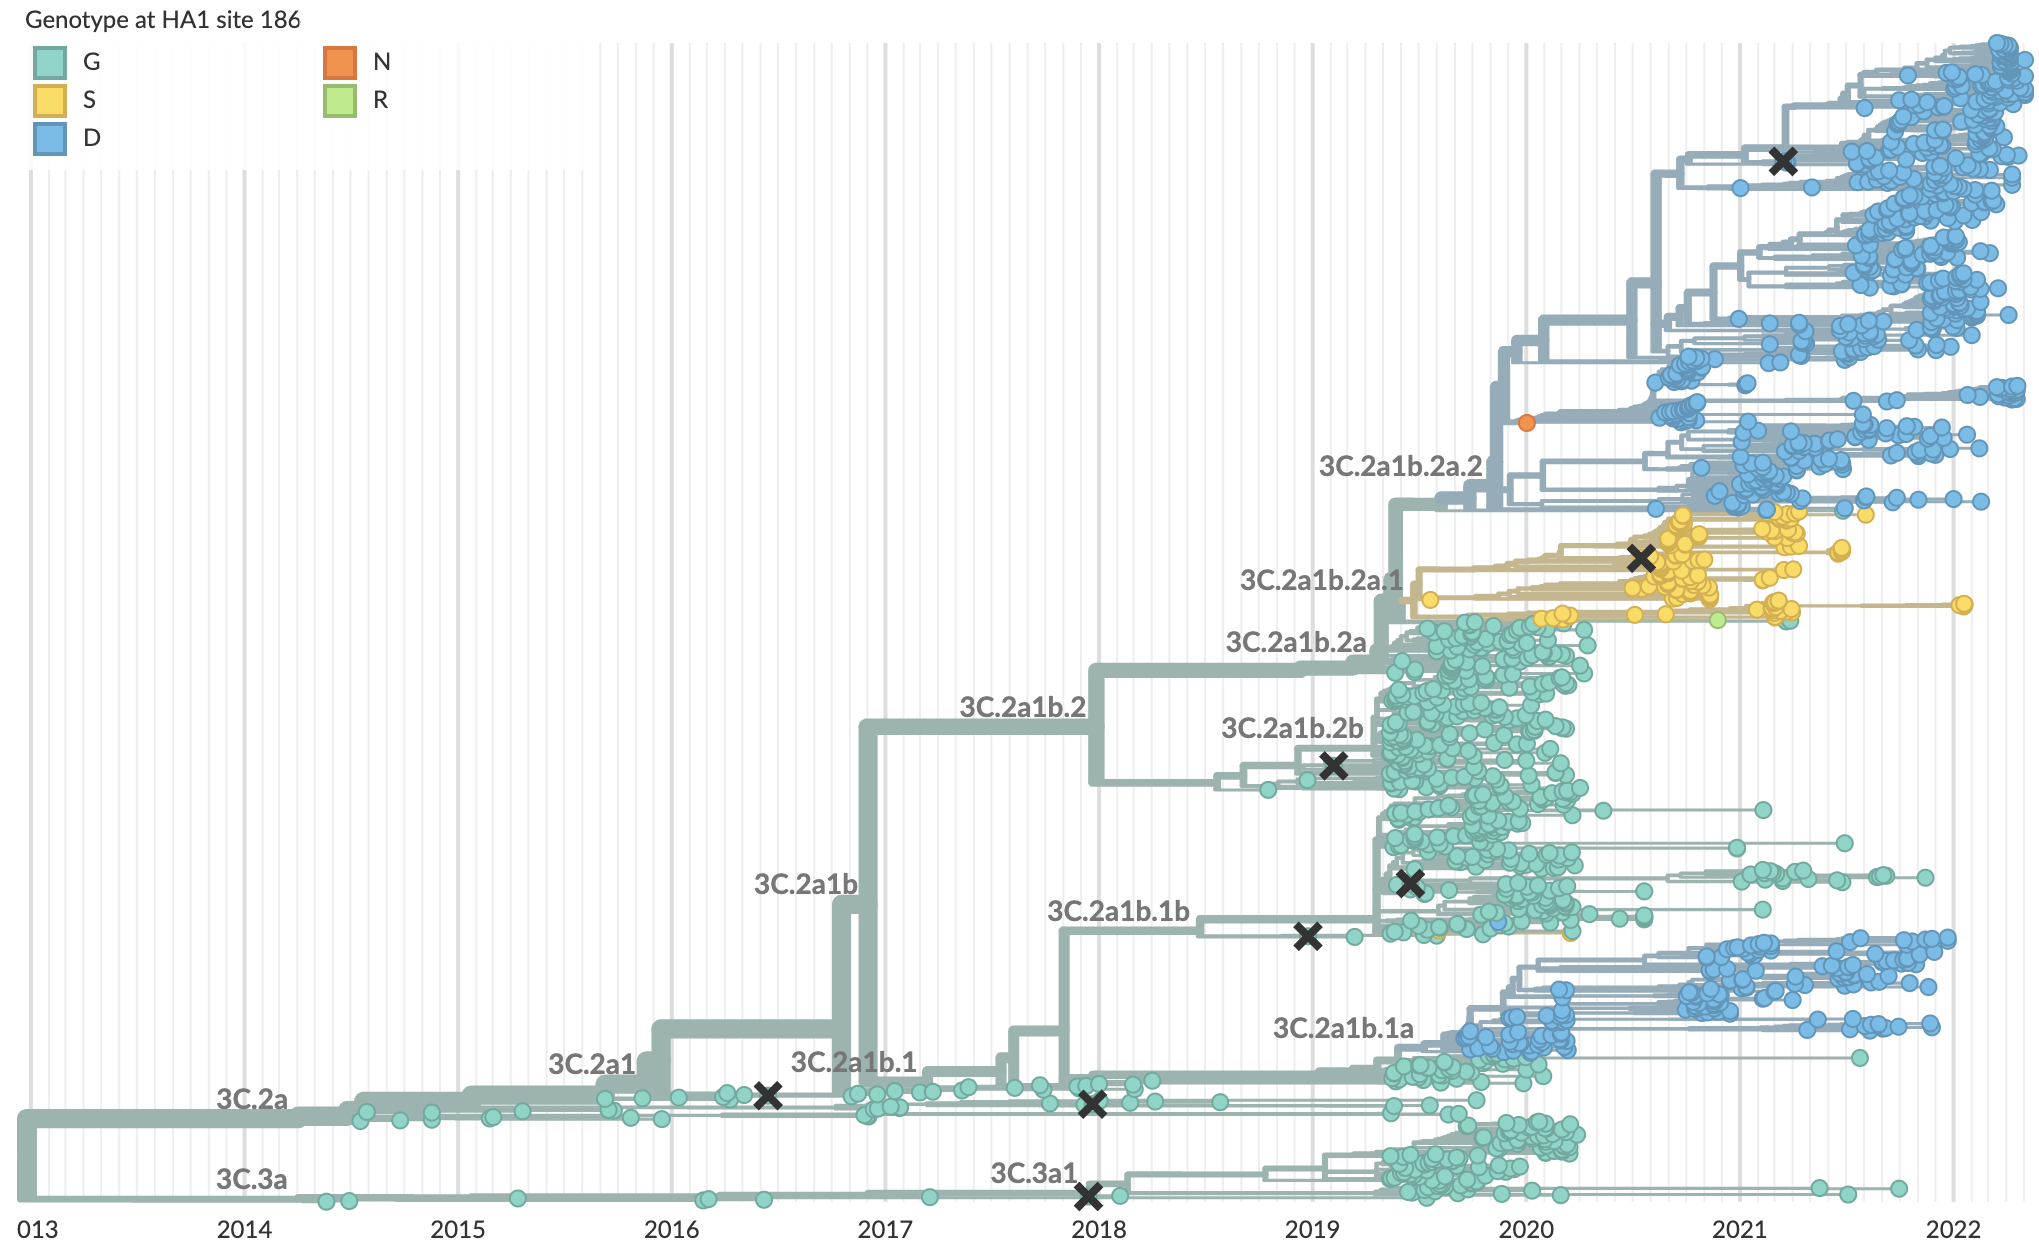 Genotype at HA1 site 186
G
N
S
R
D
3C.2a1b.2a.2
3C.2a1b.2a.1
3C.2a1b.2a
3C.2a1b.2
3C.2a1b.2b
3C.2a1b
3C.2a1b.1b
3C.2a1b.1a
3C.2a1
3C.2a1b.1
3C.2a
3C.3a1
3C.3a
013 2014 2015 2016 2017 2018 2019 2020 2021 2022